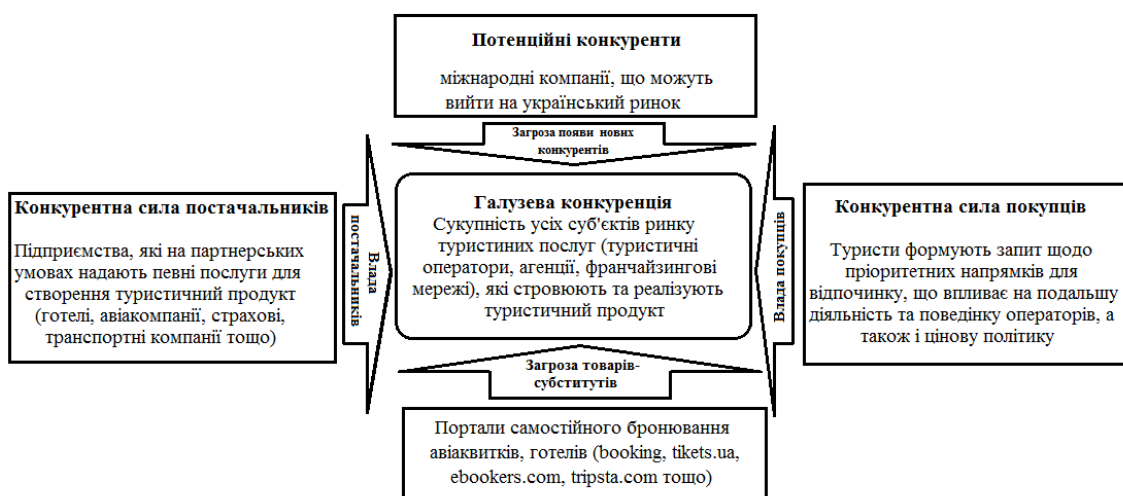 Потенційні конкуренти
міжнародні компанії, що можуть
вийти на український ринок
Загроза появи нових
конкурентів
Конкурентна сила постачальників
Підприємства, які на партнерських
умовах надають певні послуги для
створення туристичний продукт
(готелі, авіакомпанії, страхові,
транспортні компанії тощо)
Влада
постачальників
Галузева конкуренція
Сукупність усіх суб'єктів ринку
туристиних послуг (туристичні
оператори, агенції, франчайзингові
мережі), які стровюють та реалізують
туристичний продукт
Влада покупців
Конкурентна сила покупців
Туристи формують запит щодо
пріоритетних напрямків для
відпочинку, що впливає на подальшу
діяльність та поведінку операторів, а
також і цінову політику
Загроза товарів-
субститутів
Портали самостійного бронювання
авіаквитків, готелів (booking, tikets.ua,
ebookers.com, tripsta.com тощо)